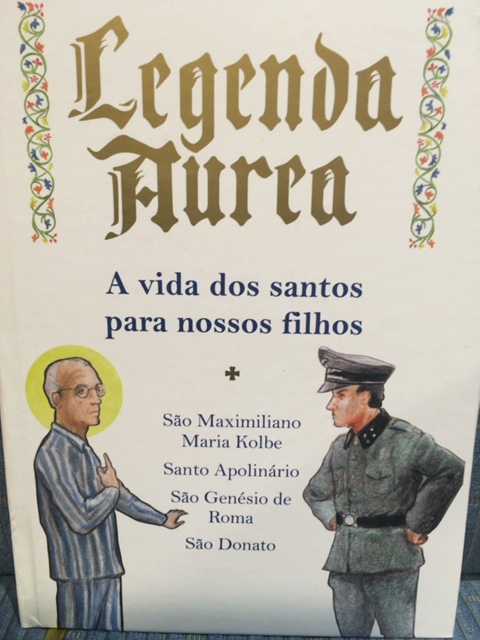 Legenda
Aurea
A vida dos santos
para nossos filhos
São Maximiliano
Maria Kolbe
Santo Apolinário
São Genésio de
Roma
São Donato